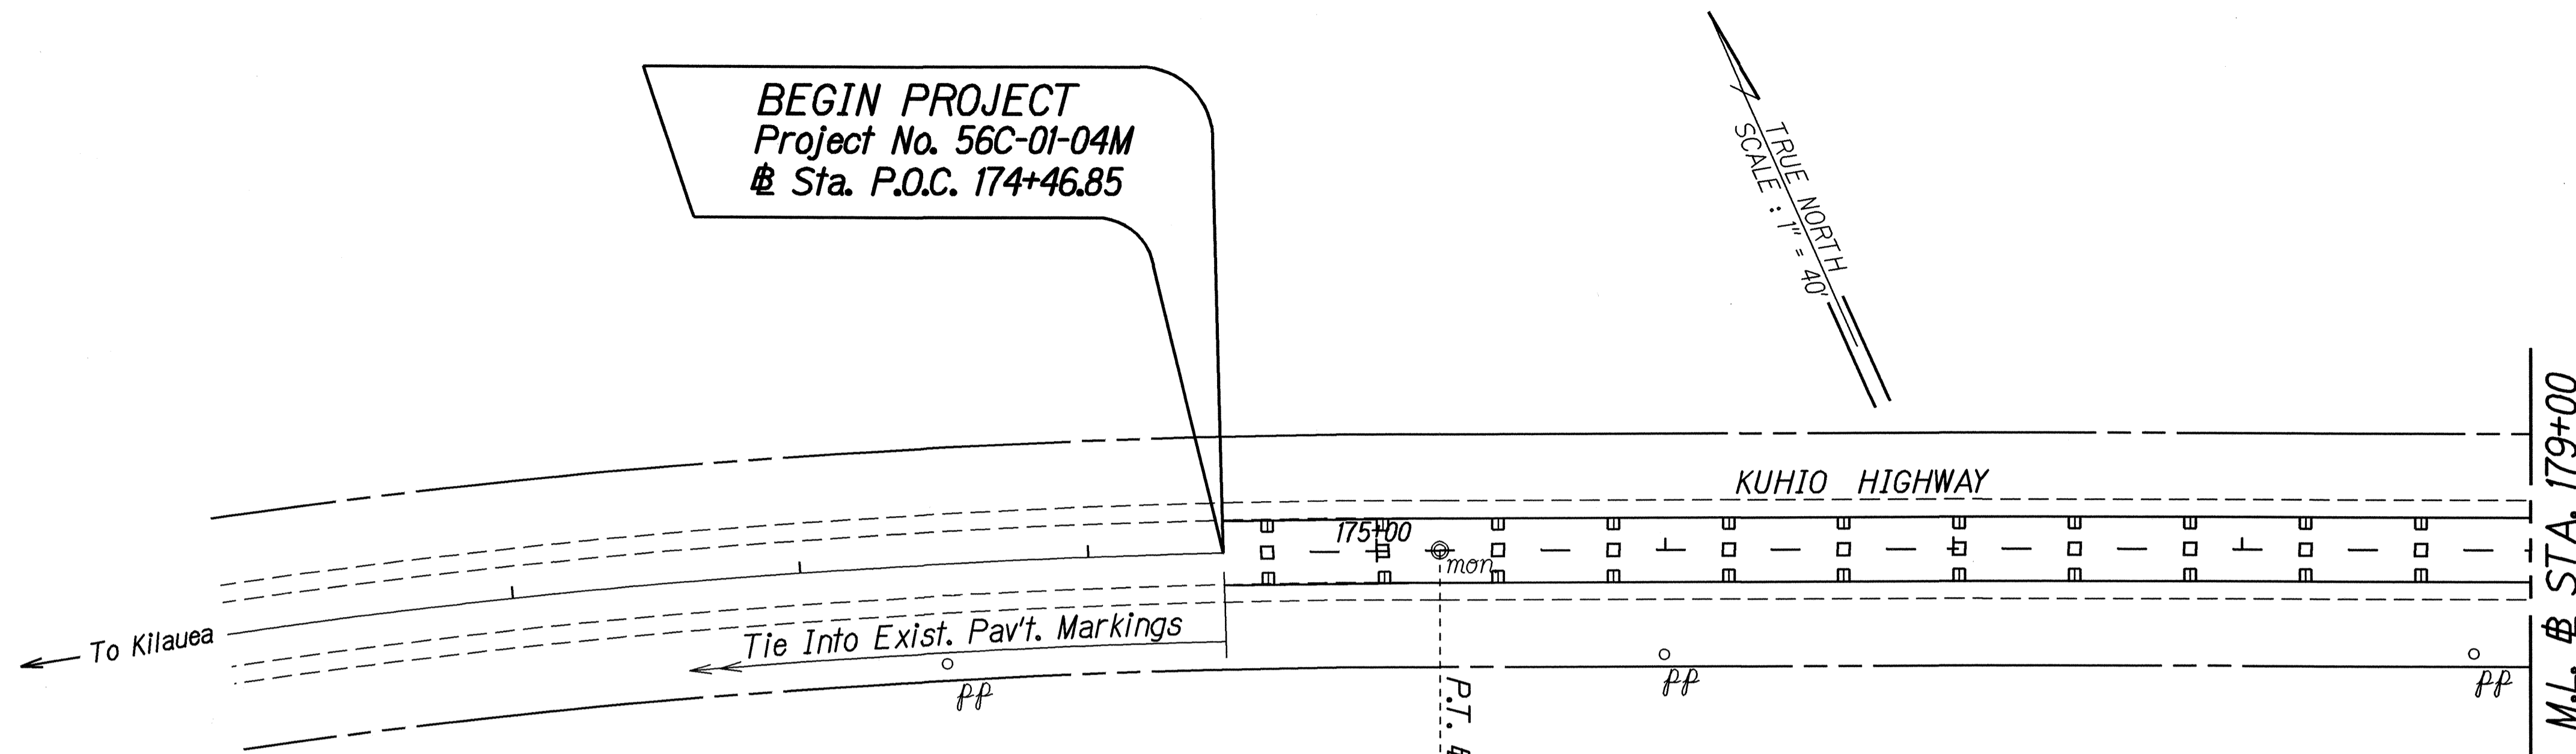 BEGIN PROJECT
Project No. 56C-01-04M
℄ Sta. P.O.C. 174+46.85
TRUE NORTH
SCALE : 1" = 40'
KUHIO HIGHWAY
175+00
mon
To Kilauea
Tie Into Exist. Pav't. Markings
pp
pp
pp
P.T.
M.L. ℄ STA. 179+00